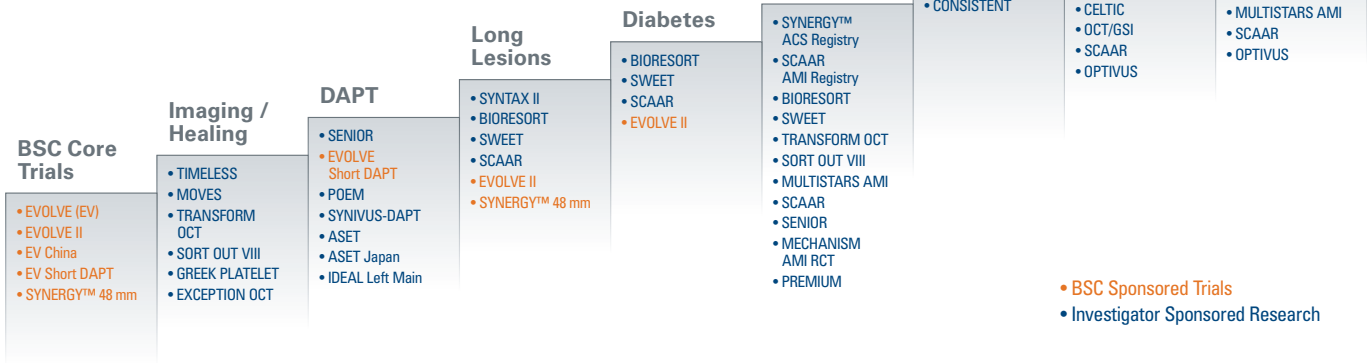 BSC Core
Trials
• EVOLVE (EV)
• EVOLVE II
• EV China
• EV Short DAPT
• SYNERGY™ 48 mm
Imaging /
Healing
• TIMELESS
• MOVES
• TRANSFORM
OCT
• SORT OUT VIII
• GREEK PLATELET
• EXCEPTION OCT
DAPT
• SENIOR
• EVOLVE
Short DAPT
• POEM
• SYNIVUS-DAPT
• ASET
• ASET Japan
• IDEAL Left Main
Long
Lesions
• SYNTAX II
• BIORESORT
• SWEET
• SCAAR
• EVOLVE II
• SYNERGY™ 48 mm
Diabetes
• BIORESORT
• SWEET
• SCAAR
• EVOLVE II
• SYNERGY™
ACS Registry
• SCAAR
AMI Registry
• BIORESORT
• SWEET
• TRANSFORM OCT
• SORT OUT VIII
• MULTISTARS AMI
• SCAAR
• SENIOR
• MECHANISM
AMI RCT
• PREMIUM
• CONSISTENT
• CELTIC
• OCT/GSI
• SCAAR
• OPTIVUS
• MULTISTARS AMI
• SCAAR
• OPTIVUS
• BSC Sponsored Trials
• Investigator Sponsored Research